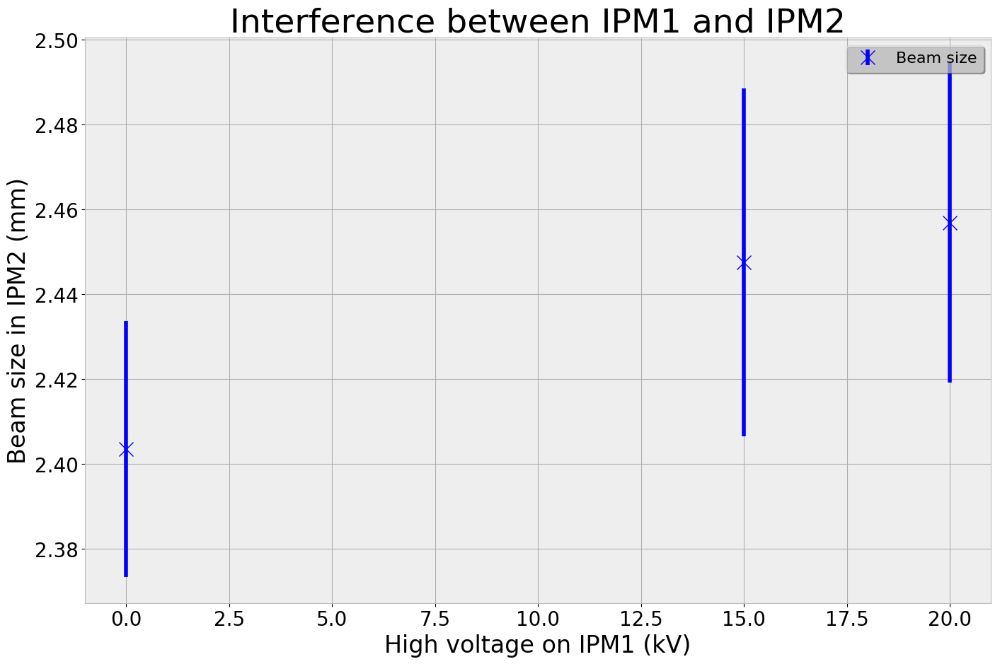 Interference between IPM1 and IPM2
Beam size
Beam size in IPM2 (mm)
2.50
2.48
2.46
2.44
2.42
2.40
2.38
0.0 2.5 5.0 7.5 10.0 12.5 15.0 17.5 20.0
High voltage on IPM1 (kV)